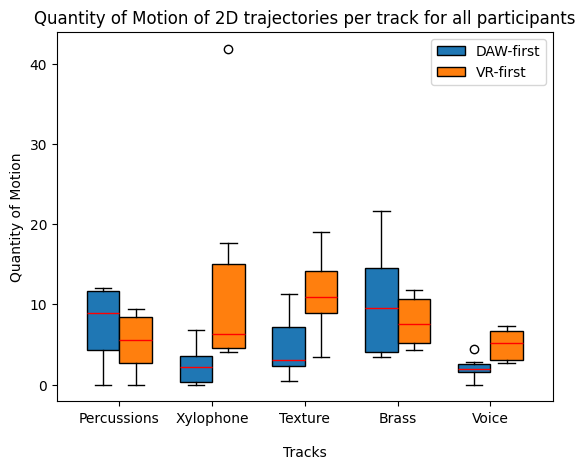 Quantity of Motion of 2D trajectories per track for all participants
DAW-first
VR-first
Quantity of Motion
40
30
20
10
0
Percussions Xylophone Texture Brass Voice
Tracks